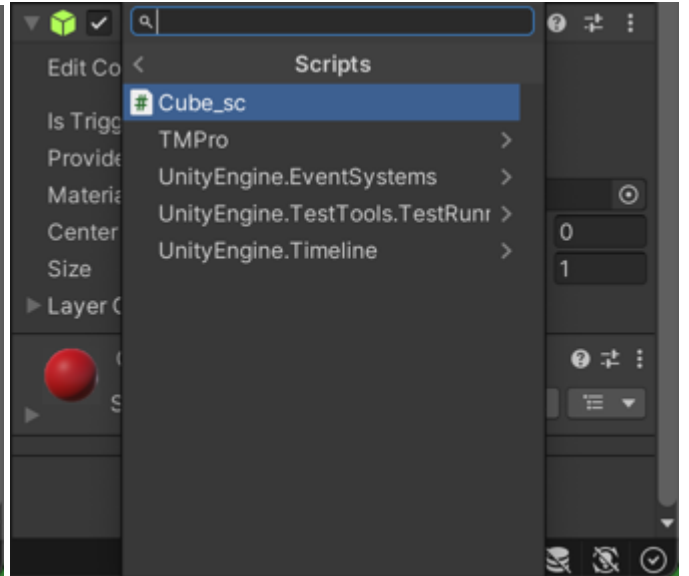 Edit Co
Scripts
# Cube_sc
Is Trigg
TMPro
Provide
UnityEngine.EventSystems
Materia
UnityEngine.TestTools.TestRunr
Center
0
UnityEngine.Timeline
Size
1
Layer C